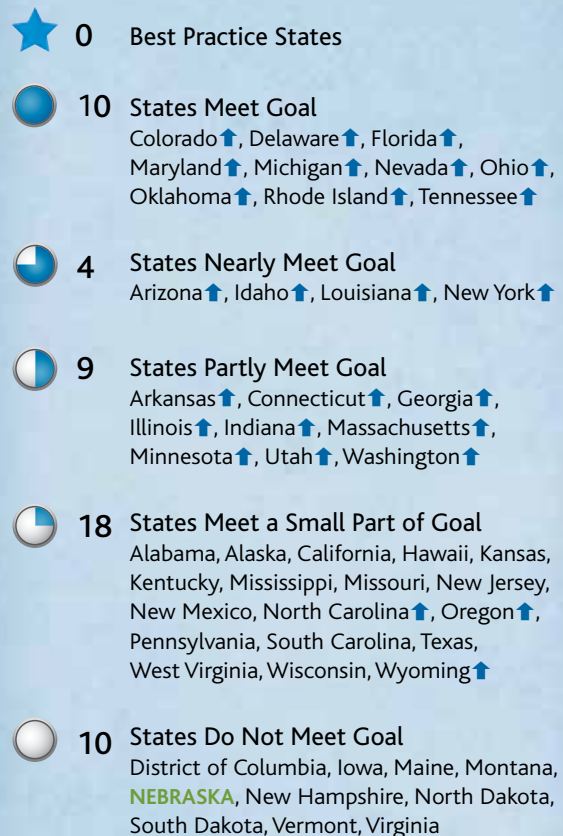 0 Best Practice States
10 States Meet Goal
Colorado⬆, Delaware⬆, Florida⬆,
Maryland⬆, Michigan⬆, Nevada⬆, Ohio⬆,
Oklahoma⬆, Rhode Island⬆, Tennessee⬆
4 States Nearly Meet Goal
Arizona⬆, Idaho⬆, Louisiana⬆, New York⬆
9 States Partly Meet Goal
Arkansas⬆, Connecticut⬆, Georgia⬆,
Illinois⬆, Indiana⬆, Massachusetts⬆,
Minnesota⬆, Utah⬆, Washington⬆
18 States Meet a Small Part of Goal
Alabama, Alaska, California, Hawaii, Kansas,
Kentucky, Mississippi, Missouri, New Jersey,
New Mexico, North Carolina⬆, Oregon⬆,
Pennsylvania, South Carolina, Texas,
West Virginia, Wisconsin, Wyoming⬆
10 States Do Not Meet Goal
District of Columbia, Iowa, Maine, Montana,
NEBRASKA, New Hampshire, North Dakota,
South Dakota, Vermont, Virginia